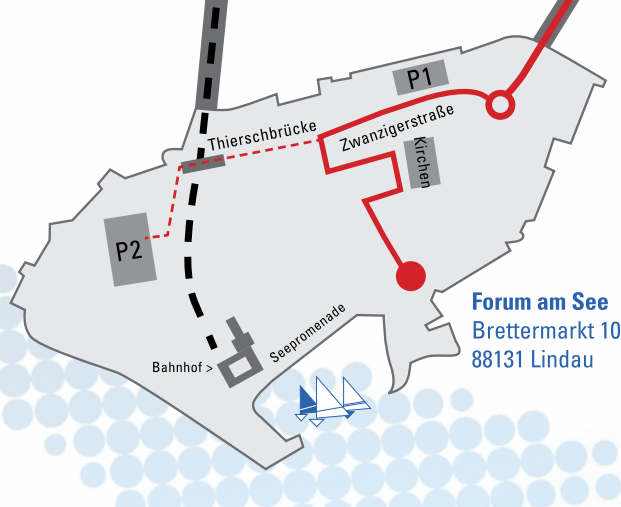 P1
Thierschbrücke
Zwanzigerstraße
Kirchen
P2
Seepromenade
Bahnhof >
Forum am See
Brettermarkt 10
88131 Lindau